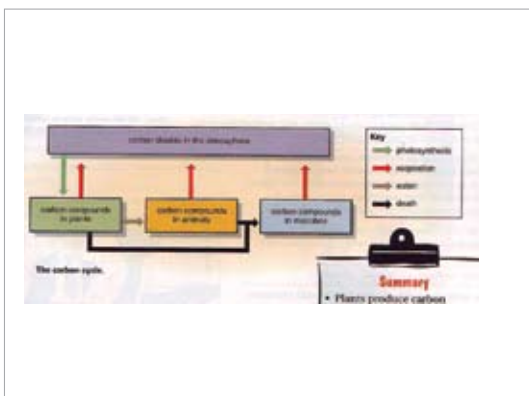 carbon dioxide in the atmosphere
Key
photosynthesis
respiration
eaten
death
carbon compounds
in plants
carbon compounds
in animals
carbon compounds
in microbes
The carbon cycle.
Summary
• Plants produce carbon